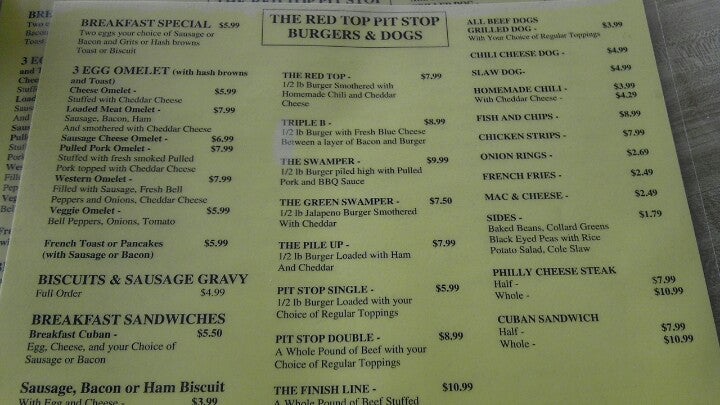 THE RED TOP PIT STOP
BURGERS & DOGS
BREAKFAST SPECIAL $5.99
Two eggs your choice of Sausage or
Bacon and Grits or Hash browns
Toast or Biscuit
3 EGG OMELET (with hash browns
and Toast)
Cheese Omelet - $5.99
Stuffed with Cheddar Cheese
Loaded Meat Omelet - $7.99
Sausage, Bacon, Ham
And smothered with Cheddar Cheese
Sausage Cheese Omelet - $6.99
Pulled Pork Omelet - $7.99
Stuffed with fresh smoked Pulled
Pork topped with Cheddar Cheese
Western Omelet - $7.99
Filled with Sausage, Fresh Bell
Peppers and Onions, Cheddar Cheese
Veggie Omelet - $5.99
Bell Peppers, Onions, Tomato
French Toast or Pancakes $5.99
(with Sausage or Bacon)
BISCUITS & SAUSAGE GRAVY
Full Order $4.99
BREAKFAST SANDWICHES
Breakfast Cuban - $5.50
Egg, Cheese, and your Choice of
Sausage or Bacon
Sausage, Bacon or Ham Biscuit
With Egg and Cheese - $3.99
THE RED TOP - $7.99
1/2 lb Burger Smothered with
Homemade Chili and Cheddar
Cheese
TRIPLE B - $8.99
1/2 lb Burger with Fresh Blue Cheese
Between a layer of Bacon and Burger
THE SWAMPER - $9.99
1/2 lb Burger piled high with Pulled
Pork and BBQ Sauce
THE GREEN SWAMPER - $7.50
1/2 lb Jalapeno Burger Smothered
With Cheddar
THE PILE UP - $7.99
1/2 lb Burger Loaded with Ham
And Cheddar
PIT STOP SINGLE - $5.99
1/2 lb Burger Loaded with your
Choice of Regular Toppings
PIT STOP DOUBLE - $8.99
A Whole Pound of Beef with your
Choice of Regular Toppings
THE FINISH LINE - $10.99
A Whole Pound of Beef Stuffed
ALL BEEF DOGS
GRILLED DOG - $3.99
With Your Choice of Regular Toppings
CHILI CHEESE DOG - $4.99
SLAW DOG- $4.99
HOMEMADE CHILI - $3.99
With Cheddar Cheese - $4.29
FISH AND CHIPS - $8.99
CHICKEN STRIPS - $7.99
ONION RINGS - $2.69
FRENCH FRIES - $2.49
MAC & CHEESE - $2.49
SIDES - $1.79
Baked Beans, Collard Greens
Black Eyed Peas with Rice
Potato Salad, Cole Slaw
PHILLY CHEESE STEAK
Half - $7.99
Whole - $10.99
CUBAN SANDWICH
Half - $7.99
Whole - $10.99